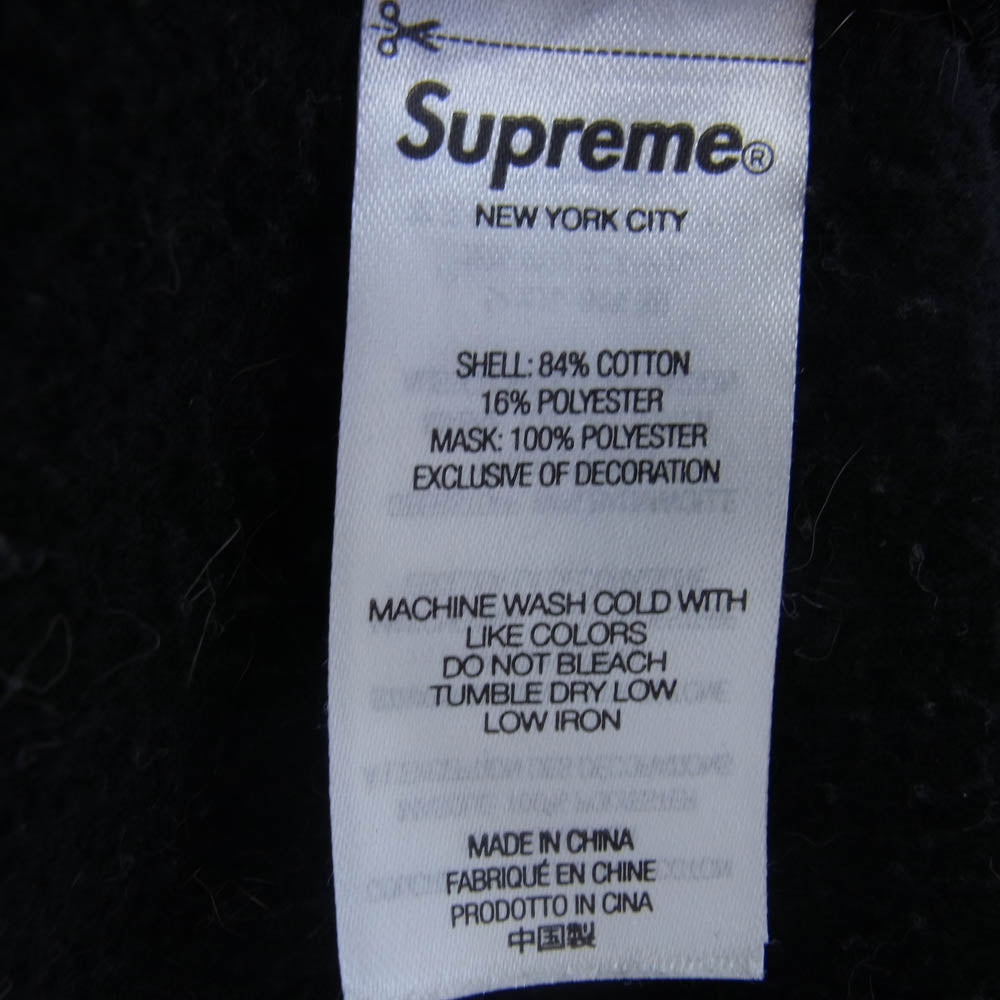 Supreme®
NEW YORK CITY
SHELL: 84% COTTON
16% POLYESTER
MASK: 100% POLYESTER
EXCLUSIVE OF DECORATION
MACHINE WASH COLD WITH
LIKE COLORS
DO NOT BLEACH
TUMBLE DRY LOW
LOW IRON
MADE IN CHINA
FABRIQUÉ EN CHINE
PRODOTTO IN CINA
中国製